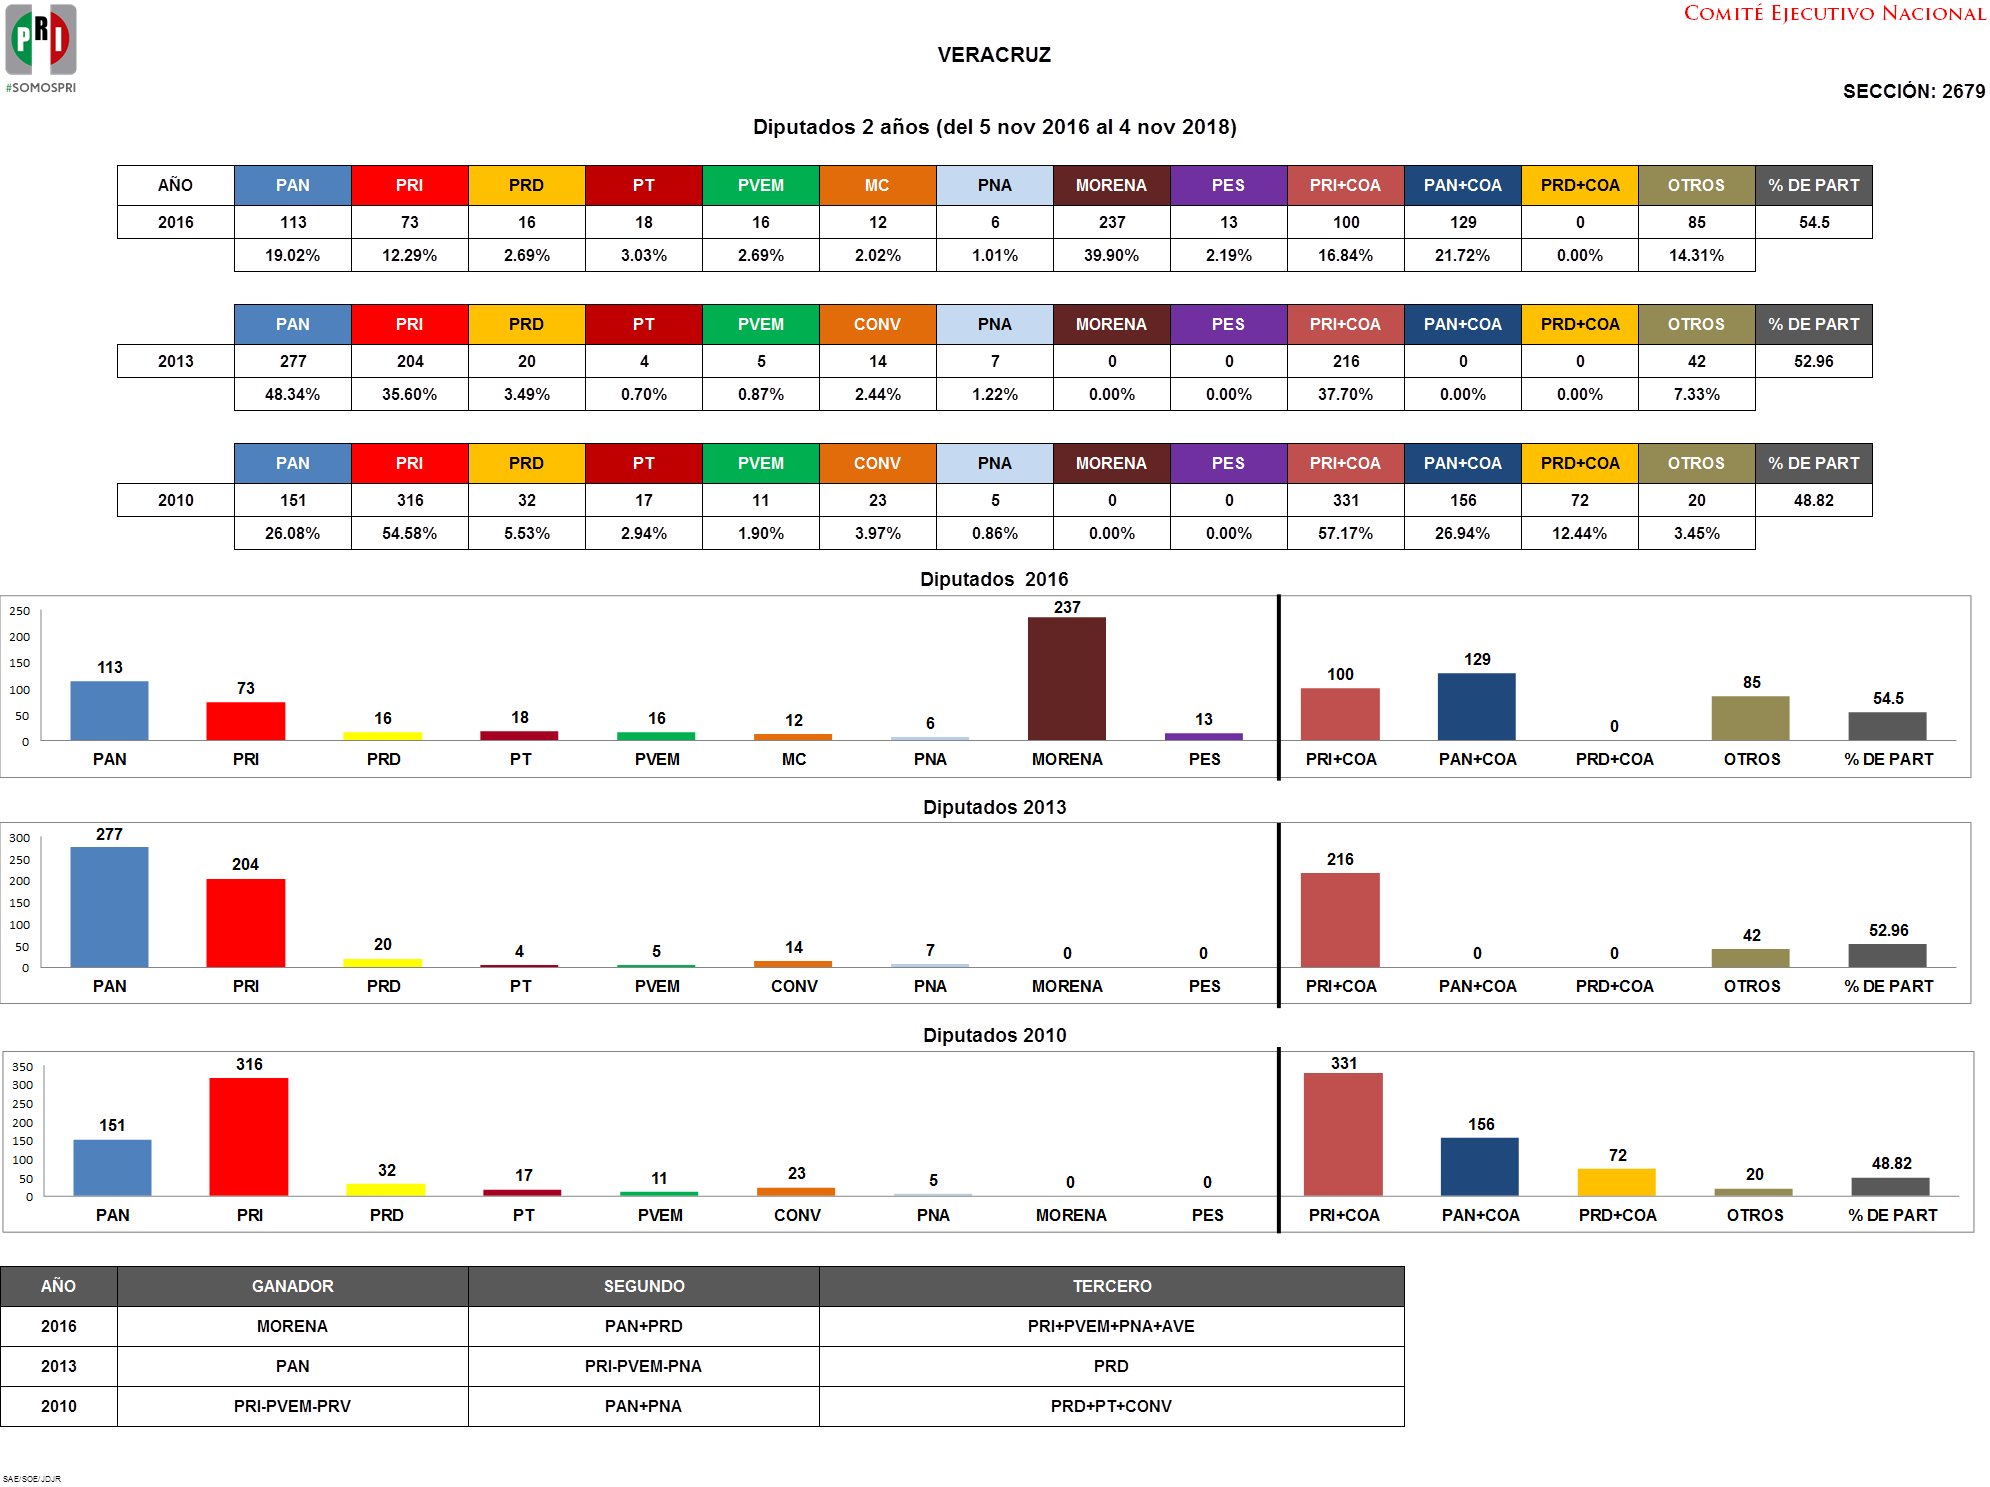 PRI
#SOMOSPRI
COMITÉ EJECUTIVO NACIONAL
VERACRUZ
SECCIÓN: 2679
Diputados 2 años (del 5 nov 2016 al 4 nov 2018)
AÑO PAN PRI PRD PT PVEM MC PNA MORENA PES PRI+COA PAN+COA PRD+COA OTROS % DE PART
2016 113 73 16 18 16 12 6 237 13 100 129 0 85 54.5
19.02% 12.29% 2.69% 3.03% 2.69% 2.02% 1.01% 39.90% 2.19% 16.84% 21.72% 0.00% 14.31%
PAN PRI PRD PT PVEM CONV PNA MORENA PES PRI+COA PAN+COA PRD+COA OTROS % DE PART
2013 277 204 20 4 5 14 7 0 0 216 0 0 42 52.96
48.34% 35.60% 3.49% 0.70% 0.87% 2.44% 1.22% 0.00% 0.00% 37.70% 0.00% 0.00% 7.33%
PAN PRI PRD PT PVEM CONV PNA MORENA PES PRI+COA PAN+COA PRD+COA OTROS % DE PART
2010 151 316 32 17 11 23 5 0 0 331 156 72 20 48.82
26.08% 54.58% 5.53% 2.94% 1.90% 3.97% 0.86% 0.00% 0.00% 57.17% 26.94% 12.44% 3.45%
Diputados 2016
250
200
150
100
50
0
113 73 16 18 16 12 6 237 13 100 129 0 85 54.5
PAN PRI PRD PT PVEM MC PNA MORENA PES PRI+COA PAN+COA PRD+COA OTROS % DE PART
Diputados 2013
300
250
200
150
100
50
0
277 204 20 4 5 14 7 0 0 216 0 0 42 52.96
PAN PRI PRD PT PVEM CONV PNA MORENA PES PRI+COA PAN+COA PRD+COA OTROS % DE PART
Diputados 2010
350
300
250
200
150
100
50
0
151 316 32 17 11 23 5 0 0 331 156 72 20 48.82
PAN PRI PRD PT PVEM CONV PNA MORENA PES PRI+COA PAN+COA PRD+COA OTROS % DE PART
AÑO GANADOR SEGUNDO TERCERO
2016 MORENA PAN+PRD PRI+PVEM+PNA+AVE
2013 PAN PRI-PVEM-PNA PRD
2010 PRI-PVEM-PRV PAN+PNA PRD+PT+CONV
SAE/SOE/JDJR